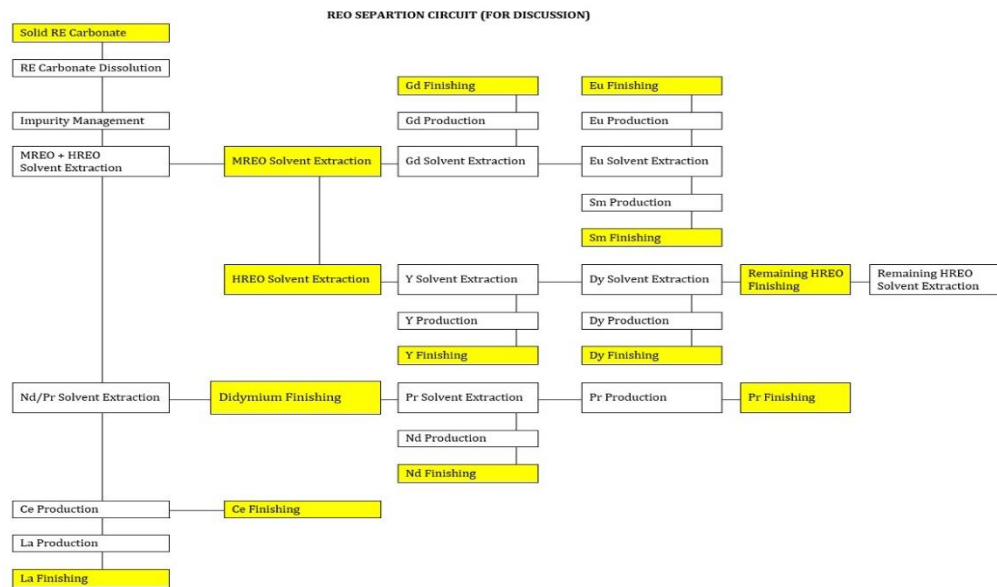 REO SEPARTION CIRCUIT (FOR DISCUSSION)
Solid RE Carbonate
RE Carbonate Dissolution
Gd Finishing
Eu Finishing
Impurity Management
Gd Production
Eu Production
MREO + HREO
Solvent Extraction
MREO Solvent Extraction
Gd Solvent Extraction
Eu Solvent Extraction
Sm Production
Sm Finishing
HREO Solvent Extraction
Y Solvent Extraction
Dy Solvent Extraction
Remaining HREO
Finishing
Remaining HREO
Solvent Extraction
Y Production
Dy Production
Y Finishing
Dy Finishing
Nd/Pr Solvent Extraction
Didymium Finishing
Pr Solvent Extraction
Pr Production
Pr Finishing
Nd Production
Nd Finishing
Ce Production
Ce Finishing
La Production
La Finishing